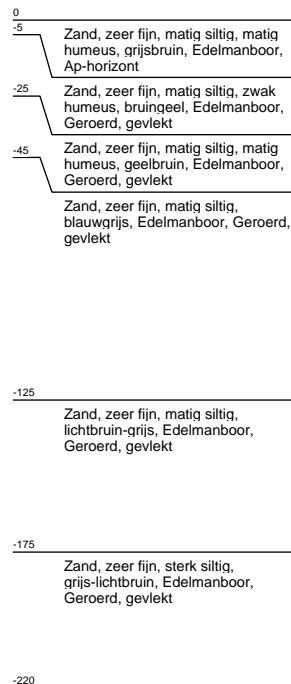 0
-5
Zand, zeer fijn, matig siltig, matig
humeus, grijsbruin, Edelmanboor,
Ap-horizont
-25
Zand, zeer fijn, matig siltig, zwak
humeus, bruingeel, Edelmanboor,
Geroerd, gevlekt
-45
Zand, zeer fijn, matig siltig, matig
humeus, geelbruin, Edelmanboor,
Geroerd, gevlekt
Zand, zeer fijn, matig siltig,
blauwgrijs, Edelmanboor, Geroerd,
gevlekt
-125
Zand, zeer fijn, matig siltig,
lichtbruin-grijs, Edelmanboor,
Geroerd, gevlekt
-175
Zand, zeer fijn, sterk siltig,
grijs-lichtbruin, Edelmanboor,
Geroerd, gevlekt
-220